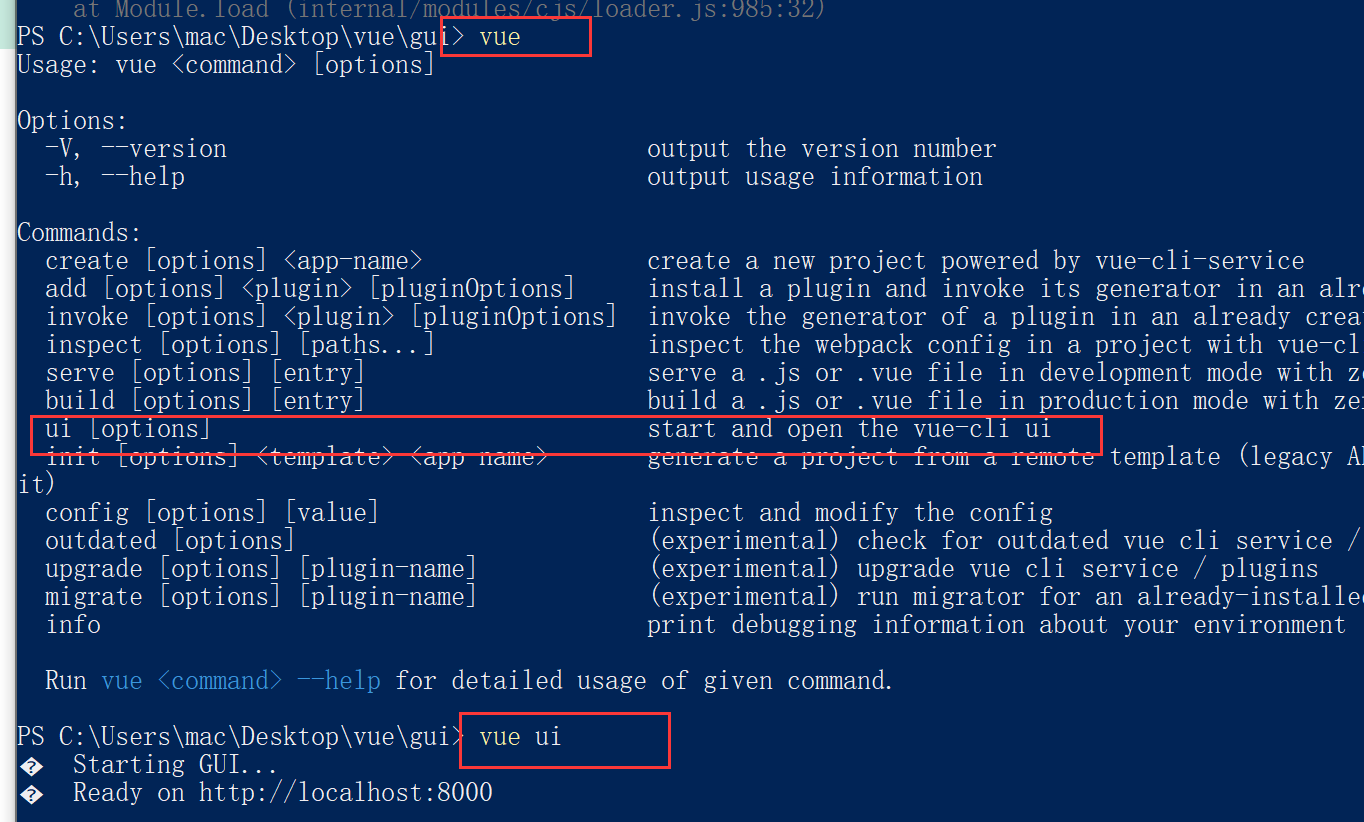 at Module.load (internal/modules/cjs/loader.js:985:32)
PS C:\Users\mac\Desktop\vue\gui> vue
Usage: vue <command> [options]
Options:
-V, --version output the version number
-h, --help output usage information
Commands:
create [options] <app-name> create a new project powered by vue-cli-service
add [options] <plugin> [pluginOptions] install a plugin and invoke its generator in an alre
invoke [options] <plugin> [pluginOptions] invoke the generator of a plugin in an already crea
inspect [options] [paths...] inspect the webpack config in a project with vue-cl
serve [options] [entry] serve a .js or .vue file in development mode with ze
build [options] [entry] build a .js or .vue file in production mode with ze
ui [options] start and open the vue-cli ui
init [options] <template> <app-name> generate a project from a remote template (legacy A
it)
config [options] [value] inspect and modify the config
outdated [options] (experimental) check for outdated vue cli service /
upgrade [options] [plugin-name] (experimental) upgrade vue cli service / plugins
migrate [options] [plugin-name] (experimental) run migrator for an already-installe
info print debugging information about your environment
Run vue <command> --help for detailed usage of given command.
PS C:\Users\mac\Desktop\vue\gui> vue ui
� Starting GUI...
� Ready on http://localhost:8000